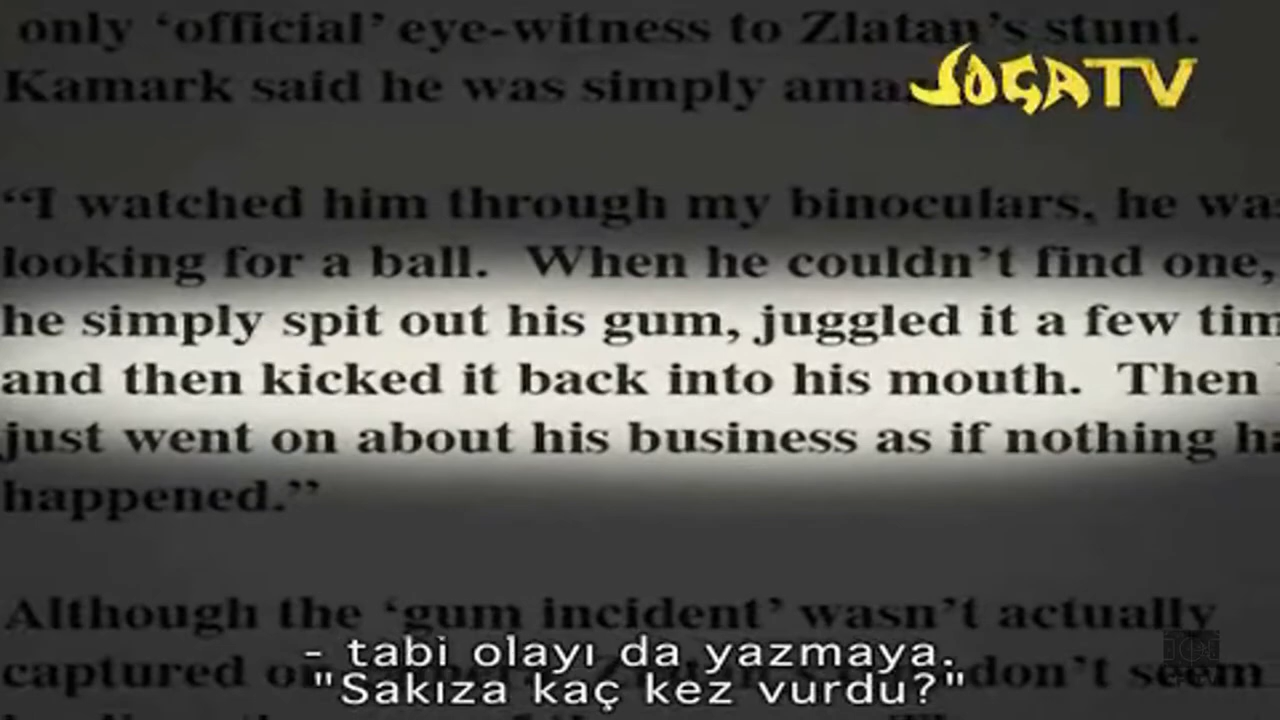 only ‘official’ eye-witness to Zlatan’s stunt.
Kamark said he was simply
JOGATV
“I watched him through my binoculars, he
looking for a ball. When he couldn’t find one,
he simply spit out his gum, juggled it a few
and then kicked it back into his mouth. Then
just went on about his business as if nothing
happened.”
Although the ‘gum incident’ wasn’t actually
captured don’t seem
- tabi olayı da yazmaya.
"Sakıza kaç kez vurdu?"